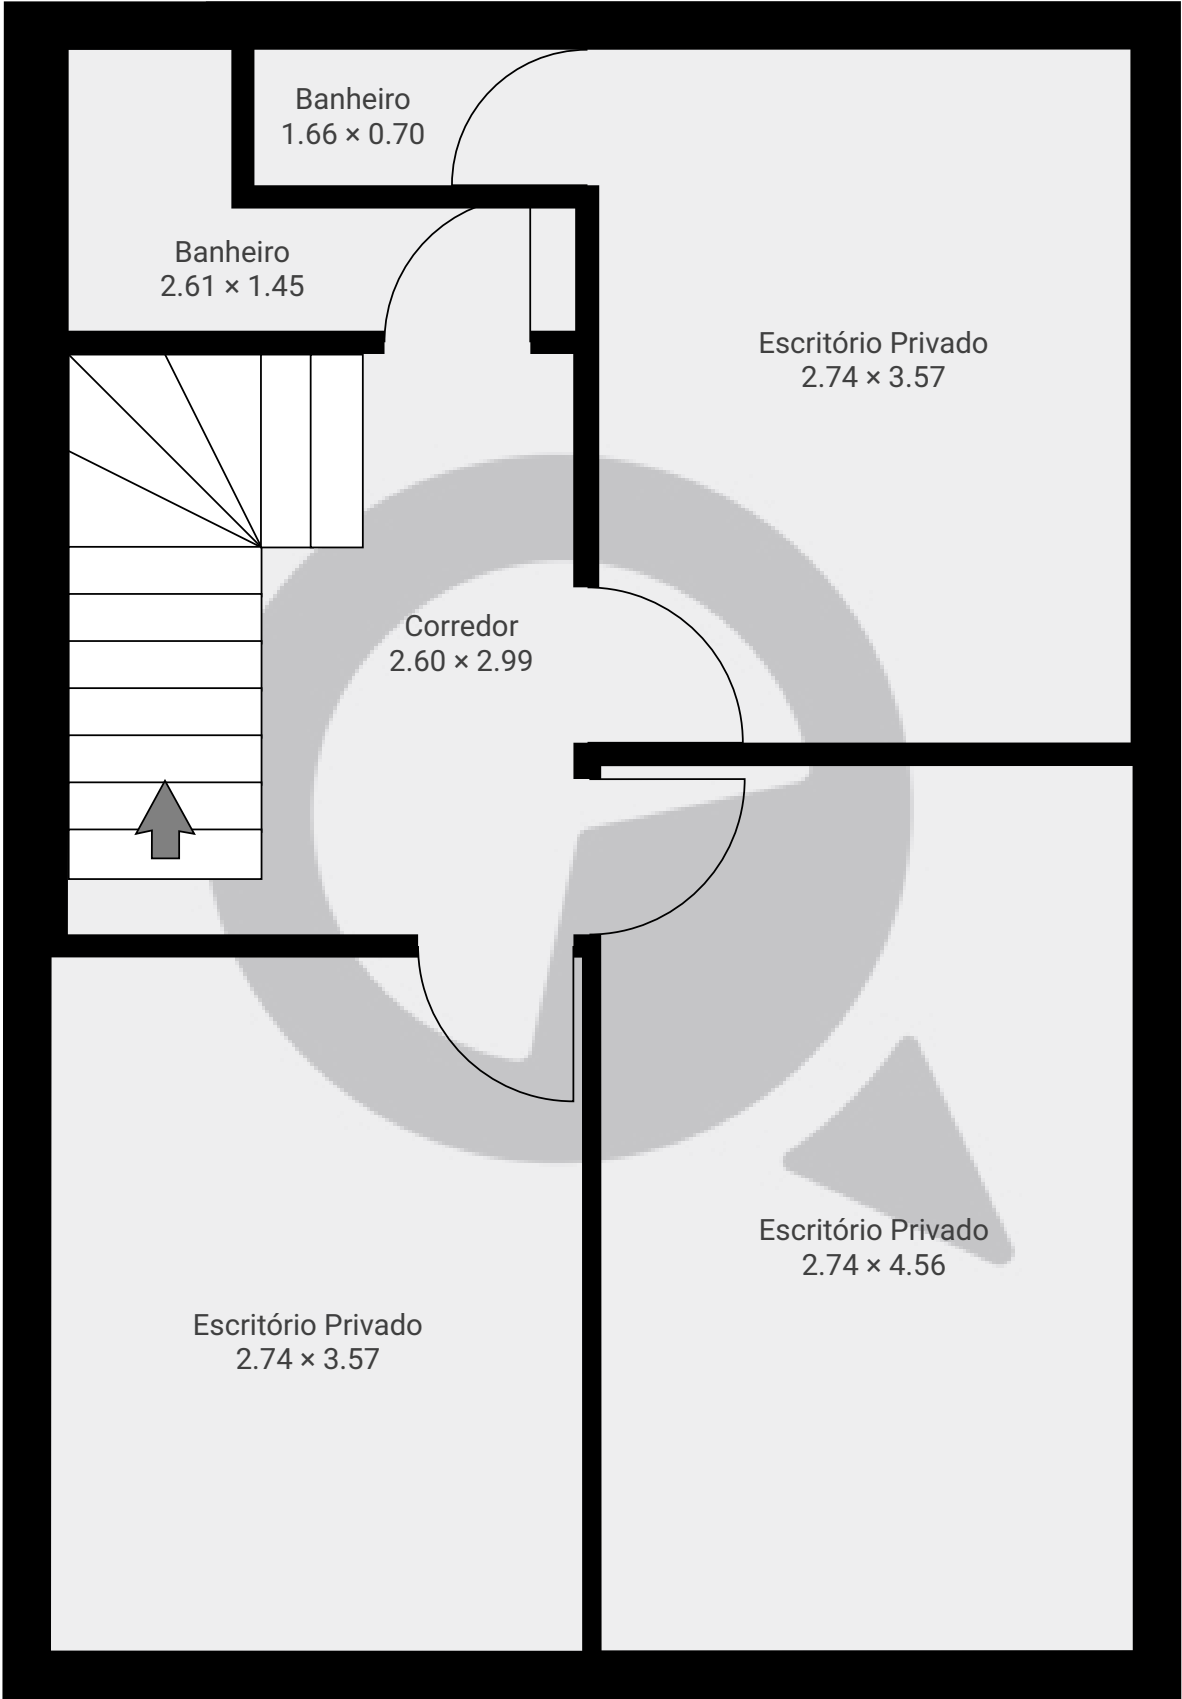 Banheiro
1.66 × 0.70
Banheiro
2.61 × 1.45
Escritório Privado
2.74 × 3.57
Corredor
2.60 × 2.99
Escritório Privado
2.74 × 4.56
Escritório Privado
2.74 × 3.57